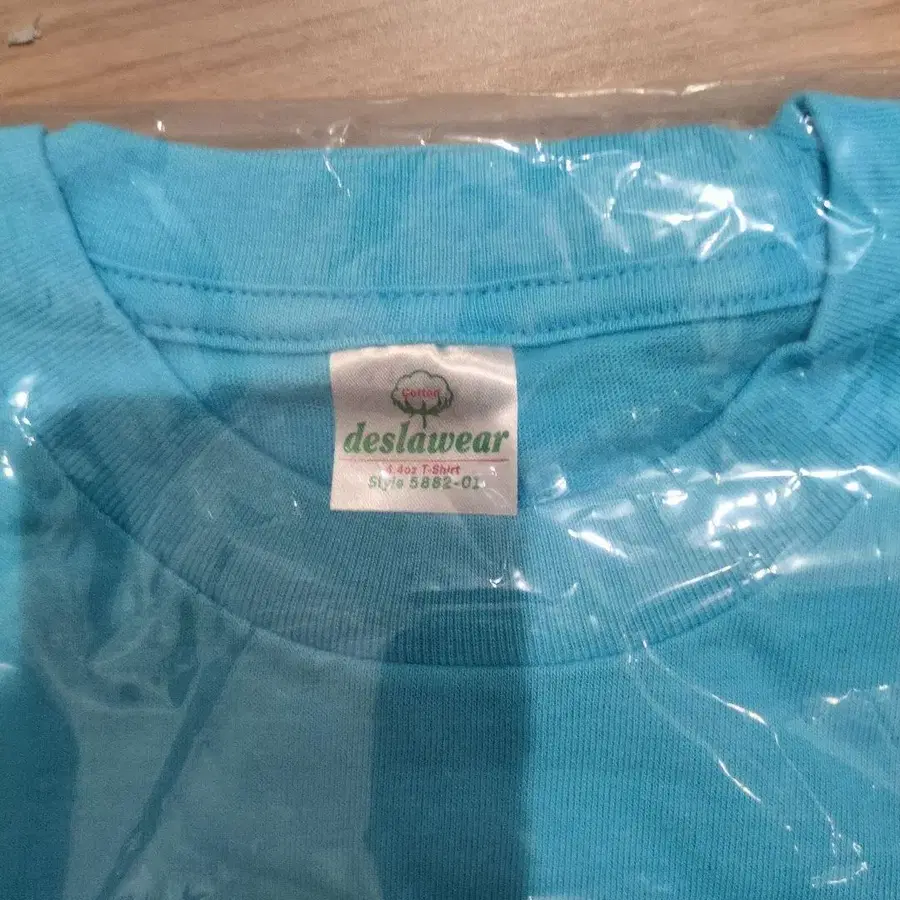 Cotton
deslawear
4.4oz T-Shirt
Style 5882-01